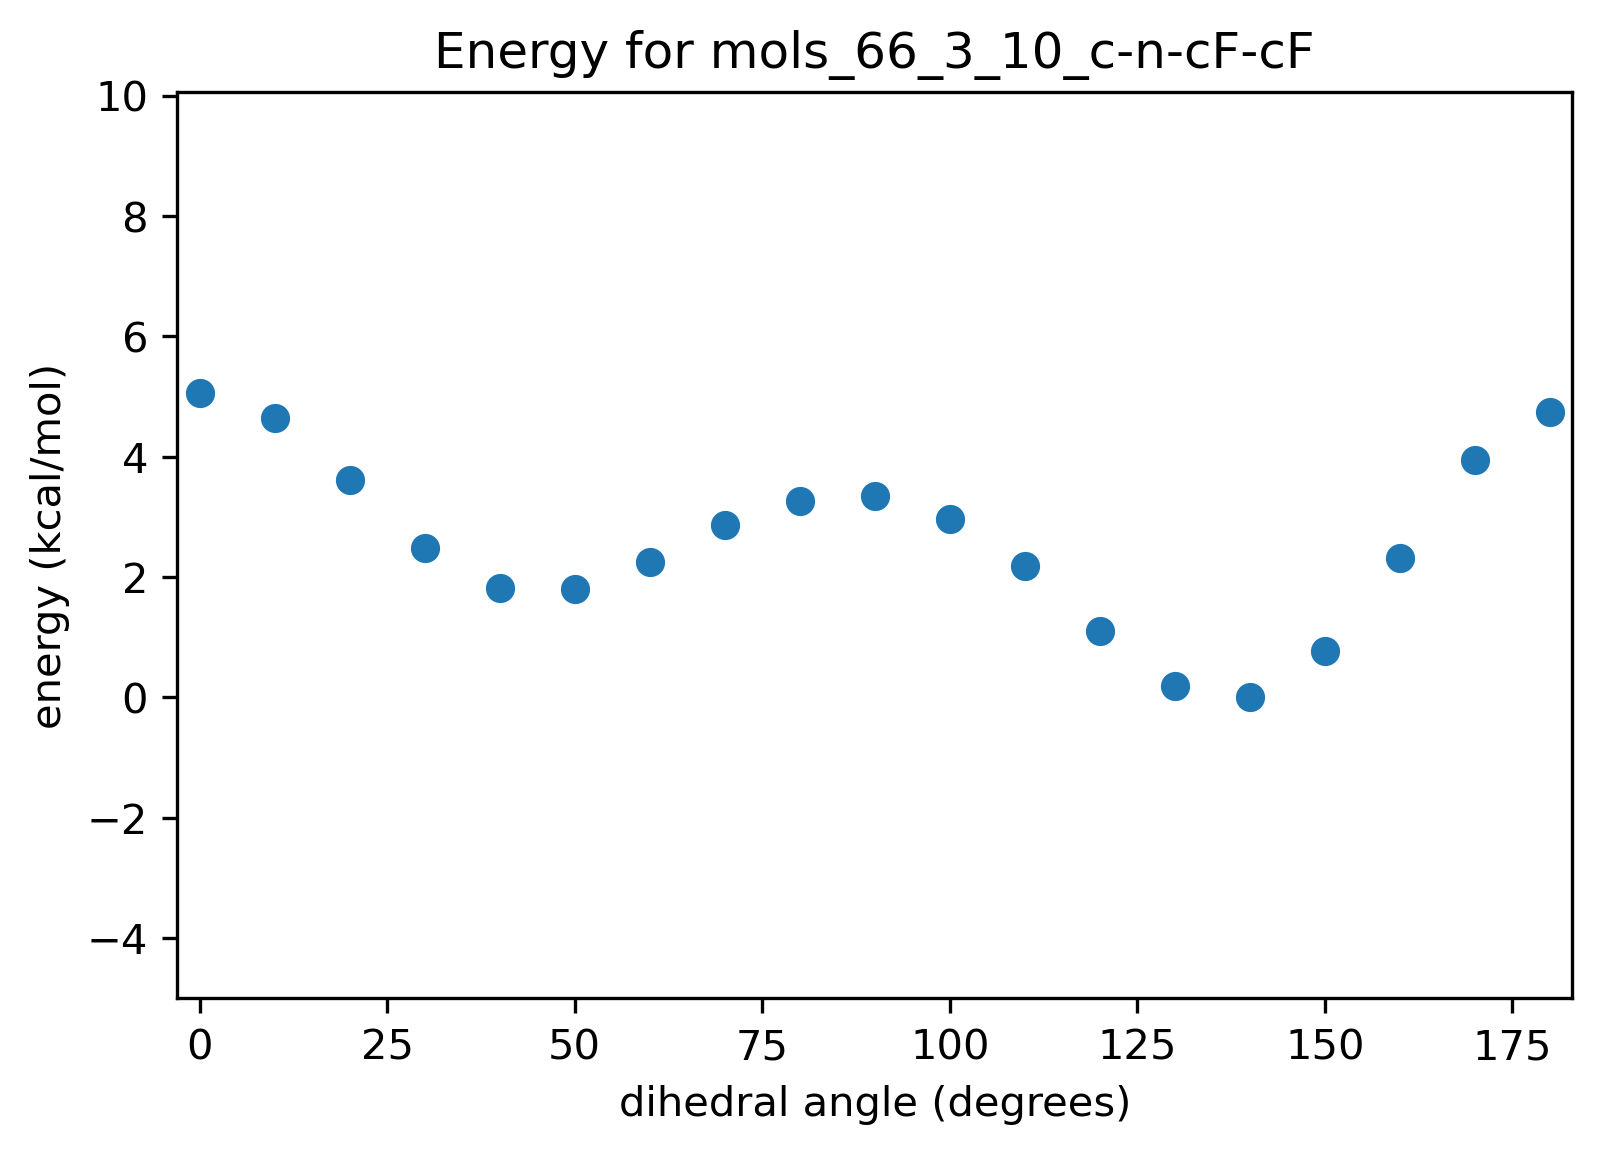 Energy for mols_66_3_10_c-n-cF-cF
10
8
6
4
2
0
−2
−4
energy (kcal/mol)
0 25 50 75 100 125 150 175
dihedral angle (degrees)